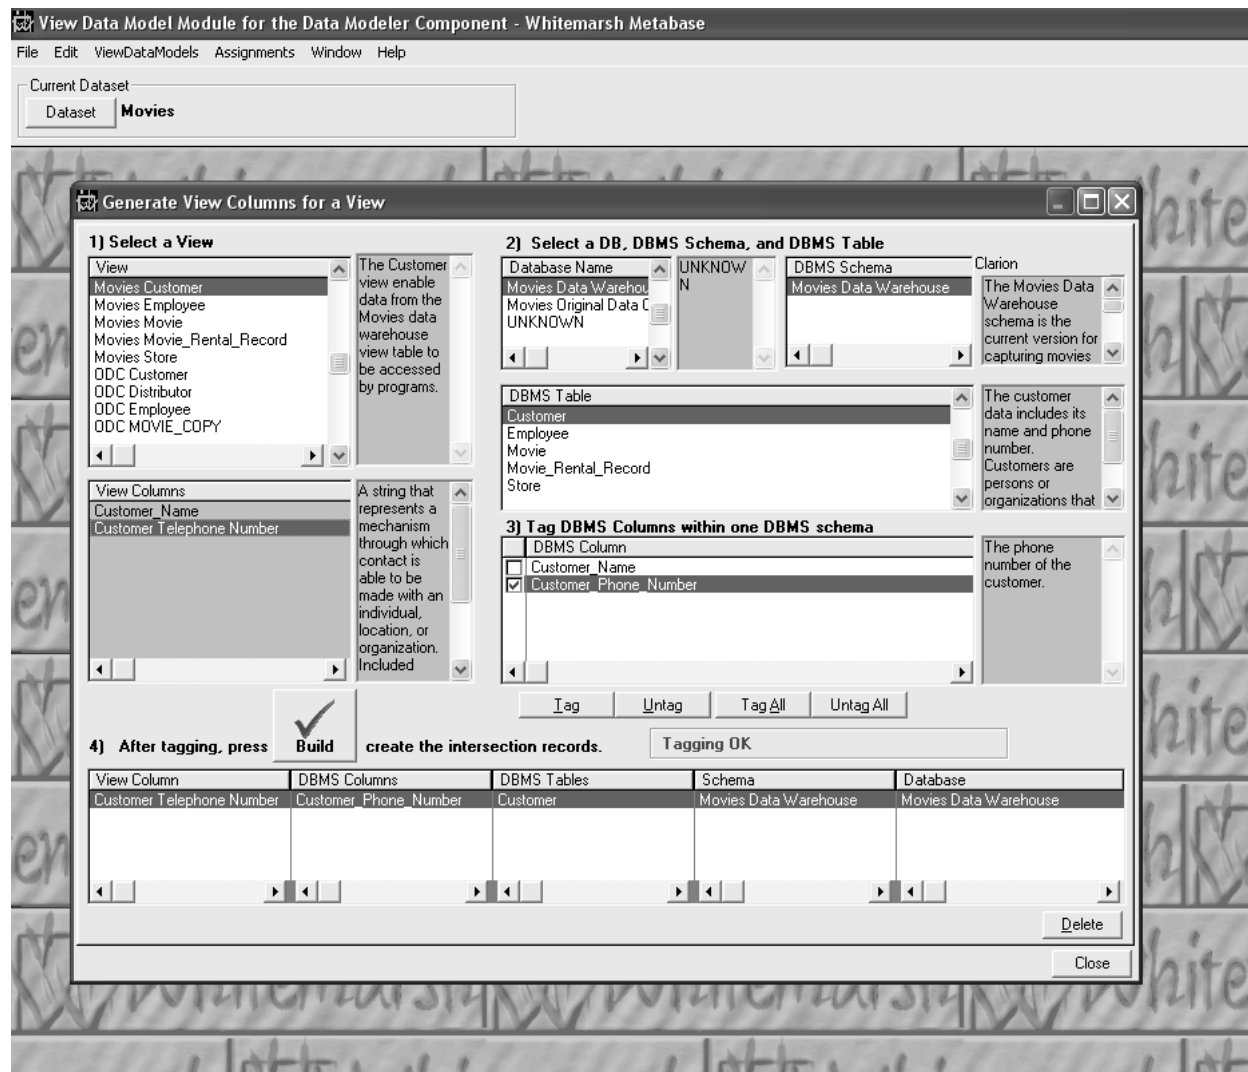 View Data Model Module for the Data Modeler Component - Whitemarsh Metabase
File Edit ViewDataModels Assignments Window Help
Current Dataset
Dataset Movies
Generate View Columns for a View
1) Select a View
View
Movies Customer
Movies Employee
Movies Movie
Movies Movie_Rental_Record
Movies Store
ODC Customer
ODC Distributor
ODC Employee
ODC MOVIE_COPY
The Customer
view enable
data from the
Movies data
warehouse
view table to
be accessed
by programs.
2) Select a DB, DBMS Schema, and DBMS Table
Database Name
Movies Data Warehou
Movies Original Data C
UNKNOWN
UNKNOW
N
DBMS Schema
Movies Data Warehouse
Clarion
The Movies Data
Warehouse
schema is the
current version for
capturing movies
DBMS Table
Customer
Employee
Movie
Movie_Rental_Record
Store
The customer
data includes its
name and phone
number.
Customers are
persons or
organizations that
View Columns
Customer_Name
Customer Telephone Number
A string that
represents a
mechanism
through which
contact is
able to be
made with an
individual,
location, or
organization.
Included
3) Tag DBMS Columns within one DBMS schema
DBMS Column
Customer_Name
Customer_Phone_Number
The phone
number of the
customer.
Tag Untag Tag All Untag All
4) After tagging, press Build create the intersection records.
Tagging OK
View Column DBMS Columns DBMS Tables Schema Database
Customer Telephone Number Customer_Phone_Number Customer Movies Data Warehouse Movies Data Warehouse
Delete
Close
Whitemarsh